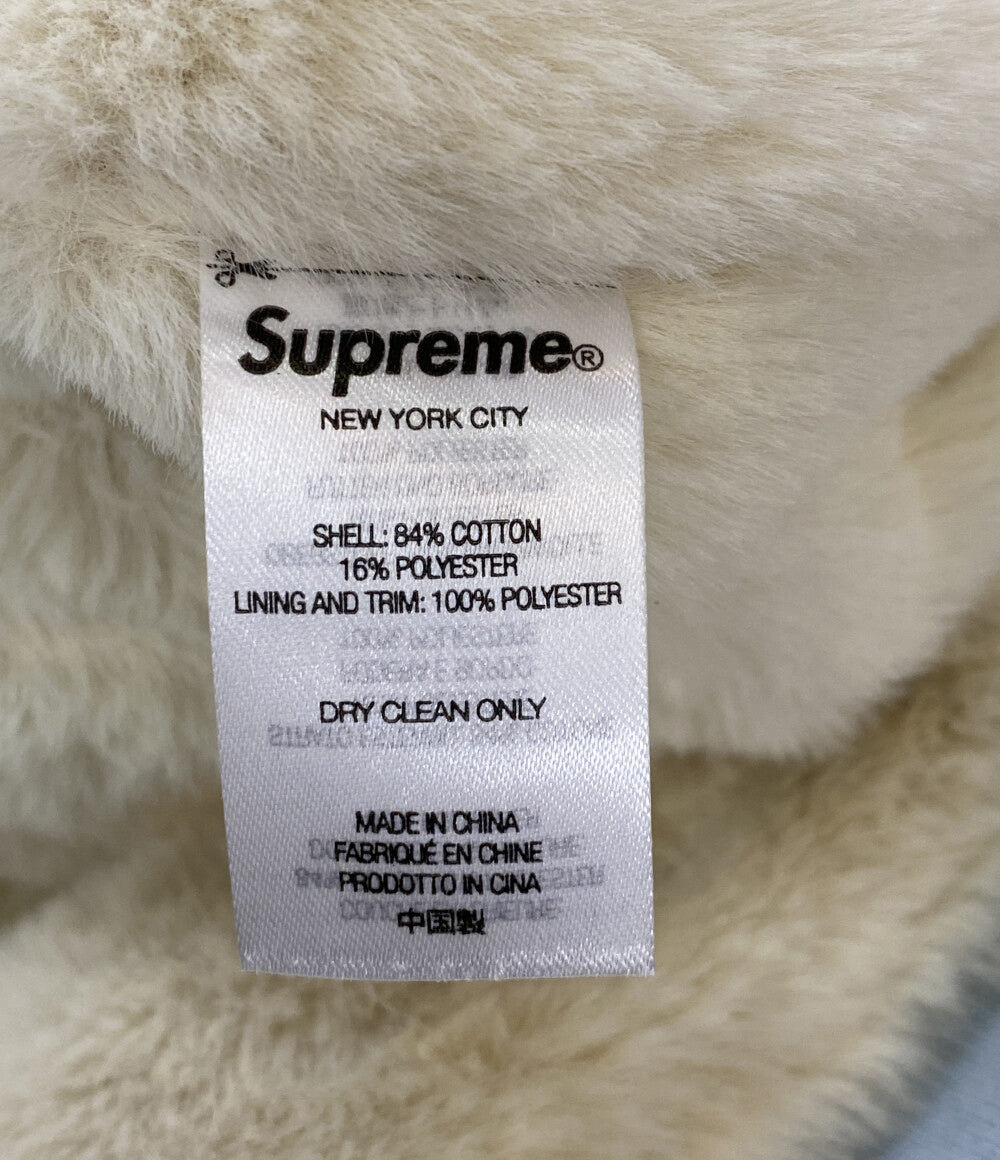 Supreme®
NEW YORK CITY
SHELL: 84% COTTON
16% POLYESTER
LINING AND TRIM: 100% POLYESTER
DRY CLEAN ONLY
MADE IN CHINA
FABRIQUÉ EN CHINE
PRODOTTO IN CINA
中国製